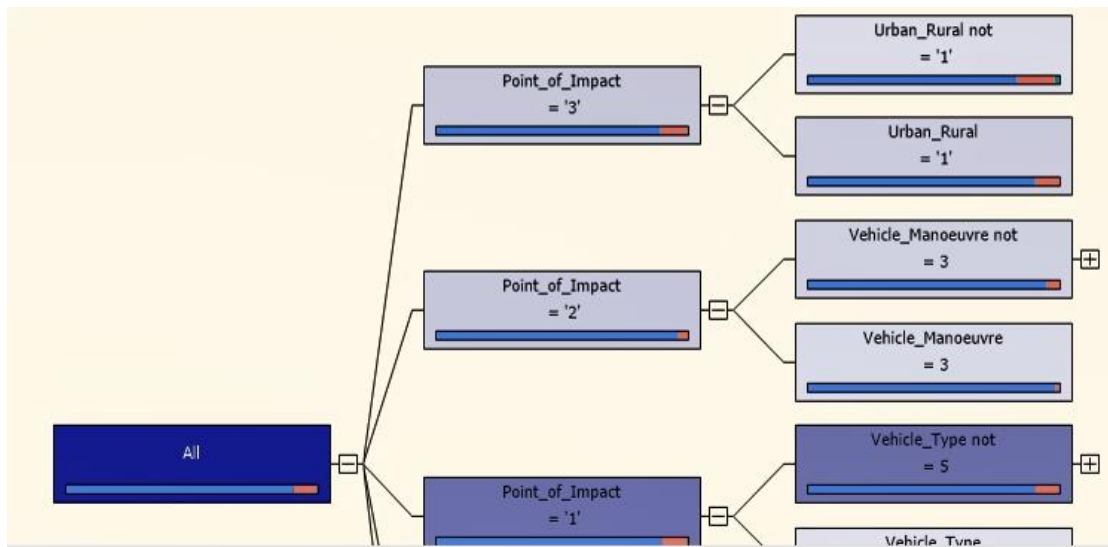 Urban_Rural not
= '1'
Point_of_Impact
= '3'
Urban_Rural
= '1'
Vehicle_Manoeuvre not
= 3
Point_of_Impact
= '2'
Vehicle_Manoeuvre
= 3
All
Vehicle_Type not
= 5
Point_of_Impact
= '1'
Vehicle_Type